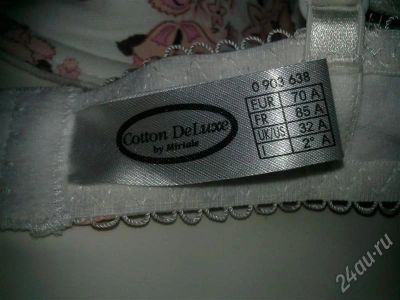 0 903 638
Cotton DeLuxe
by Miriale
EUR 70 A
FR 85 A
UK/US 32 A
I 2° A
24au.ru